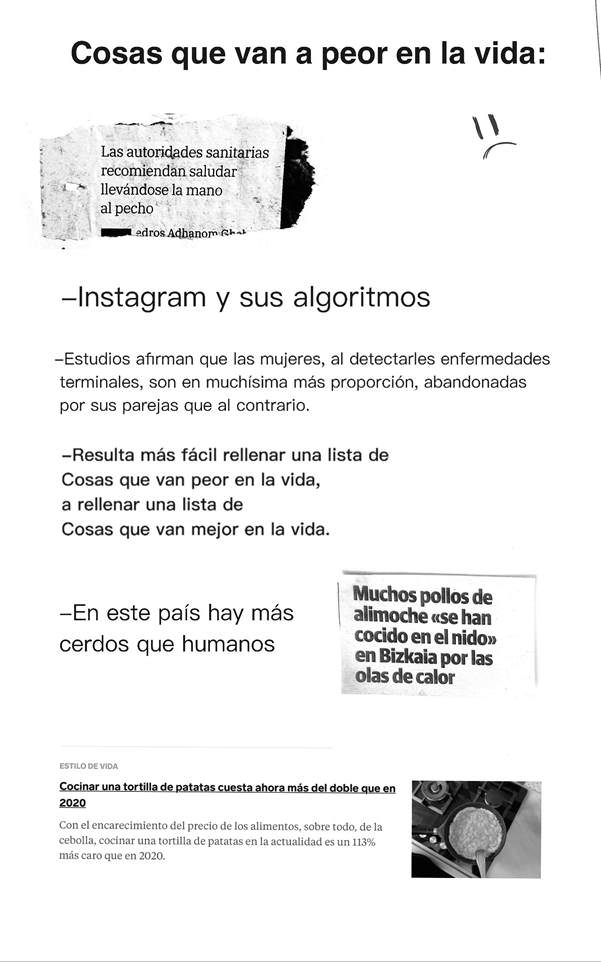 Cosas que van a peor en la vida:
Las autoridades sanitarias
recomiendan saludar
llevándose la mano
al pecho
edros Adhanom
–Instagram y sus algoritmos
–Estudios afirman que las mujeres, al detectarles enfermedades
terminales, son en muchísima más proporción, abandonadas
por sus parejas que al contrario.
–Resulta más fácil rellenar una lista de
Cosas que van peor en la vida,
a rellenar una lista de
Cosas que van mejor en la vida.
–En este país hay más
cerdos que humanos
Muchos pollos de
alimoche «se han
cocido en el nido»
en Bizkaia por las
olas de calor
ESTILO DE VIDA
Cocinar una tortilla de patatas cuesta ahora más del doble que en
2020
Con el encarecimiento del precio de los alimentos, sobre todo, de la
cebolla, cocinar una tortilla de patatas en la actualidad es un 113%
más caro que en 2020.